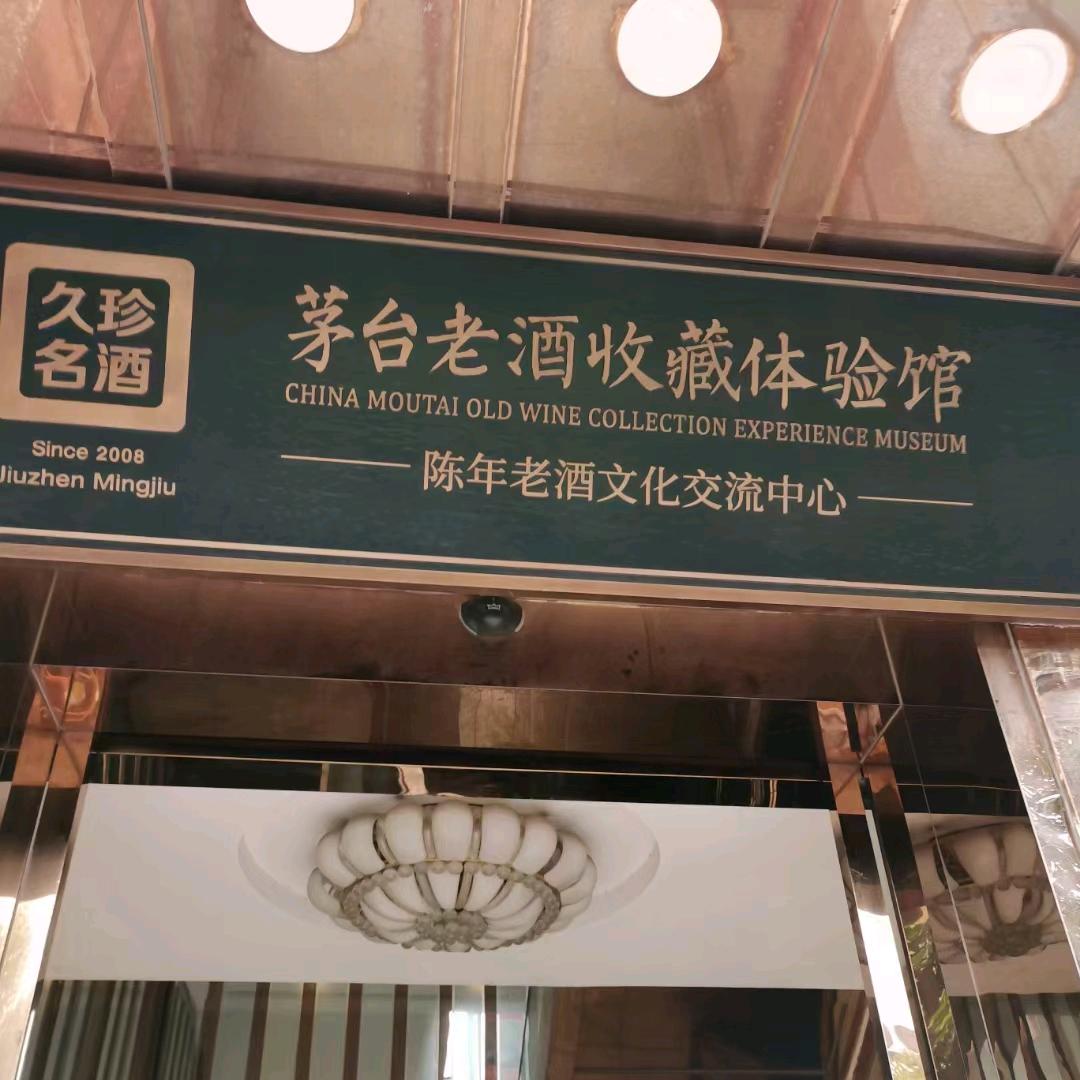 久珍
名酒
Since 2008
Jiuzhen Mingjiu
茅台老酒收藏体验馆
CHINA MOUTAI OLD WINE COLLECTION EXPERIENCE MUSEUM
陈年老酒文化交流中心